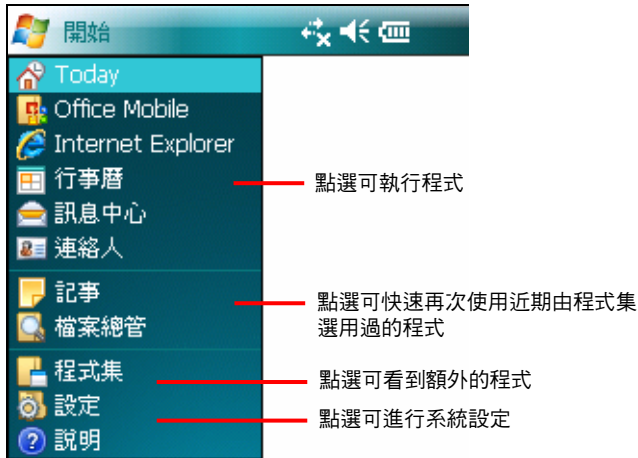 開始
Today
Office Mobile
Internet Explorer
行事曆
點選可執行程式
訊息中心
連絡人
記事
點選可快速再次使用近期由程式集
選用過的程式
檔案總管
程式集
點選可看到額外的程式
設定
點選可進行系統設定
說明